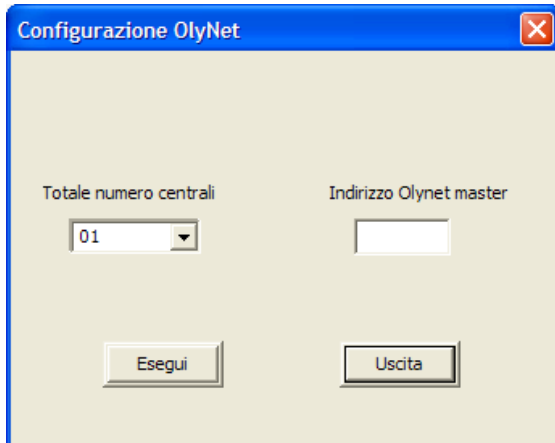 Configurazione OlyNet
Totale numero centrali
Indirizzo Olynet master
01
Esegui
Uscita